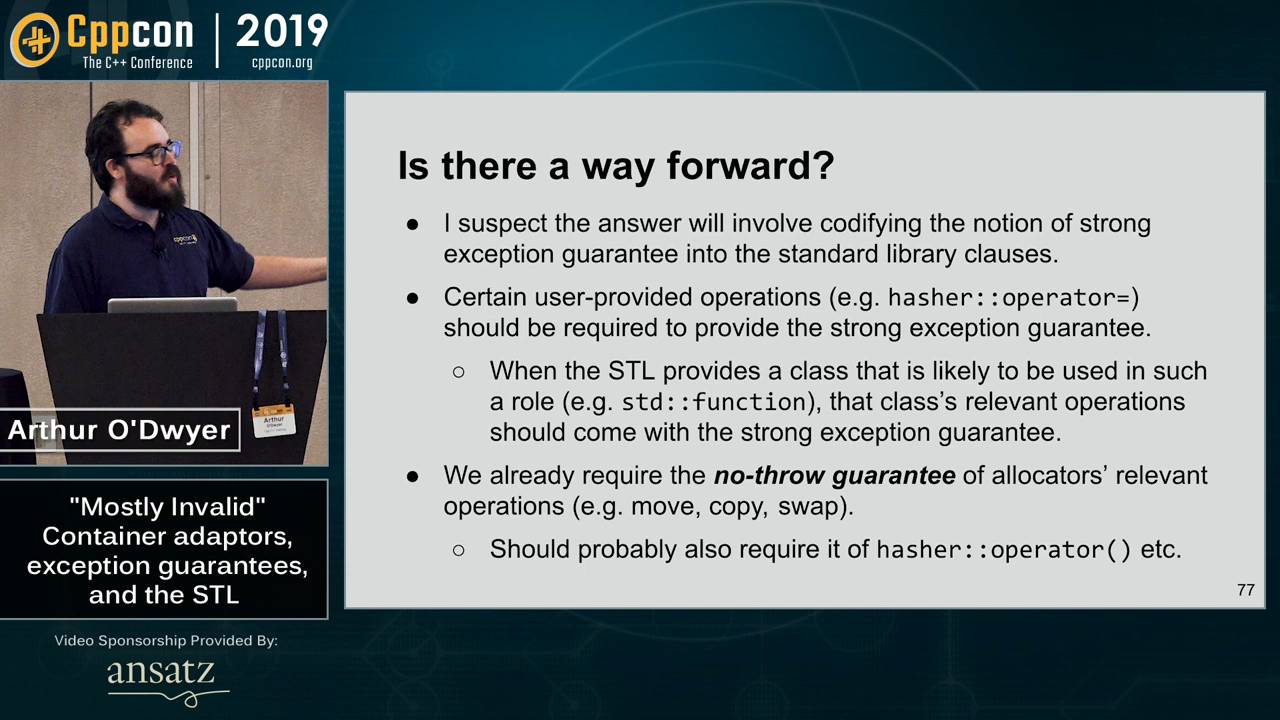 Cppcon
The C++ Conference
2019
cppcon.org
cppcon
Arthur
O'Dwyer
Arthur O'Dwyer
"Mostly Invalid"
Container adaptors,
exception guarantees,
and the STL
Video Sponsorship Provided By:
ansatz
Is there a way forward?
● I suspect the answer will involve codifying the notion of strong
exception guarantee into the standard library clauses.
● Certain user-provided operations (e.g. hasher::operator=)
should be required to provide the strong exception guarantee.
○ When the STL provides a class that is likely to be used in such
a role (e.g. std::function), that class’s relevant operations
should come with the strong exception guarantee.
● We already require the no-throw guarantee of allocators’ relevant
operations (e.g. move, copy, swap).
○ Should probably also require it of hasher::operator() etc.
77